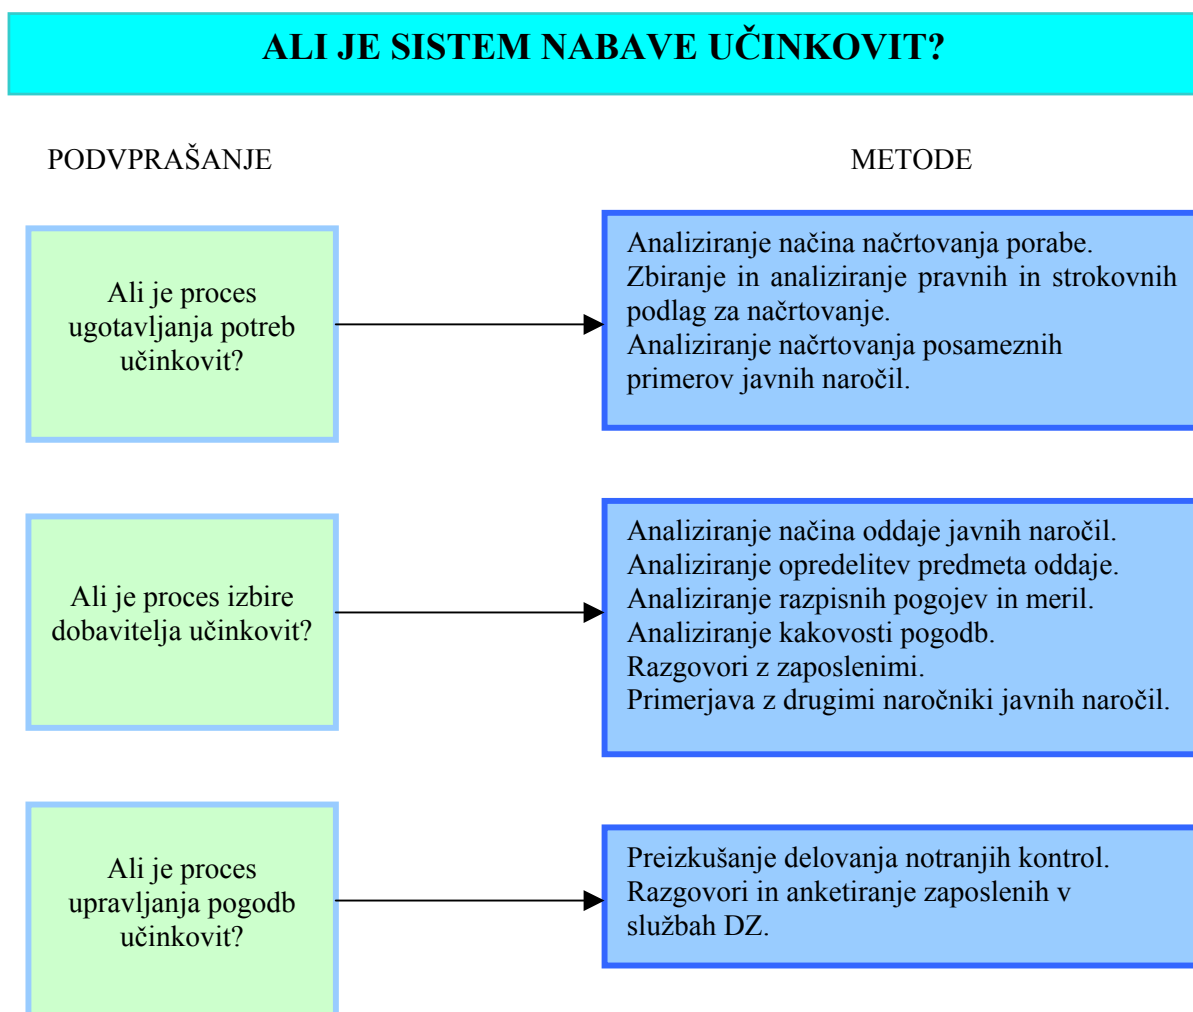 ALI JE SISTEM NABAVE UČINKOVIT?
PODVPRAŠANJE
METODE
Ali je proces
ugotavljanja potreb
učinkovit?
Analiziranje načina načrtovanja porabe.
Zbiranje in analiziranje pravnih in strokovnih
podlag za načrtovanje.
Analiziranje načrtovanja posameznih
primerov javnih naročil.
Ali je proces izbire
dobavitelja učinkovit?
Analiziranje načina oddaje javnih naročil.
Analiziranje opredelitev predmeta oddaje.
Analiziranje razpisnih pogojev in meril.
Analiziranje kakovosti pogodb.
Razgovori z zaposlenimi.
Primerjava z drugimi naročniki javnih naročil.
Ali je proces
upravljanja pogodb
učinkovit?
Preizkušanje delovanja notranjih kontrol.
Razgovori in anketiranje zaposlenih v
službah DZ.